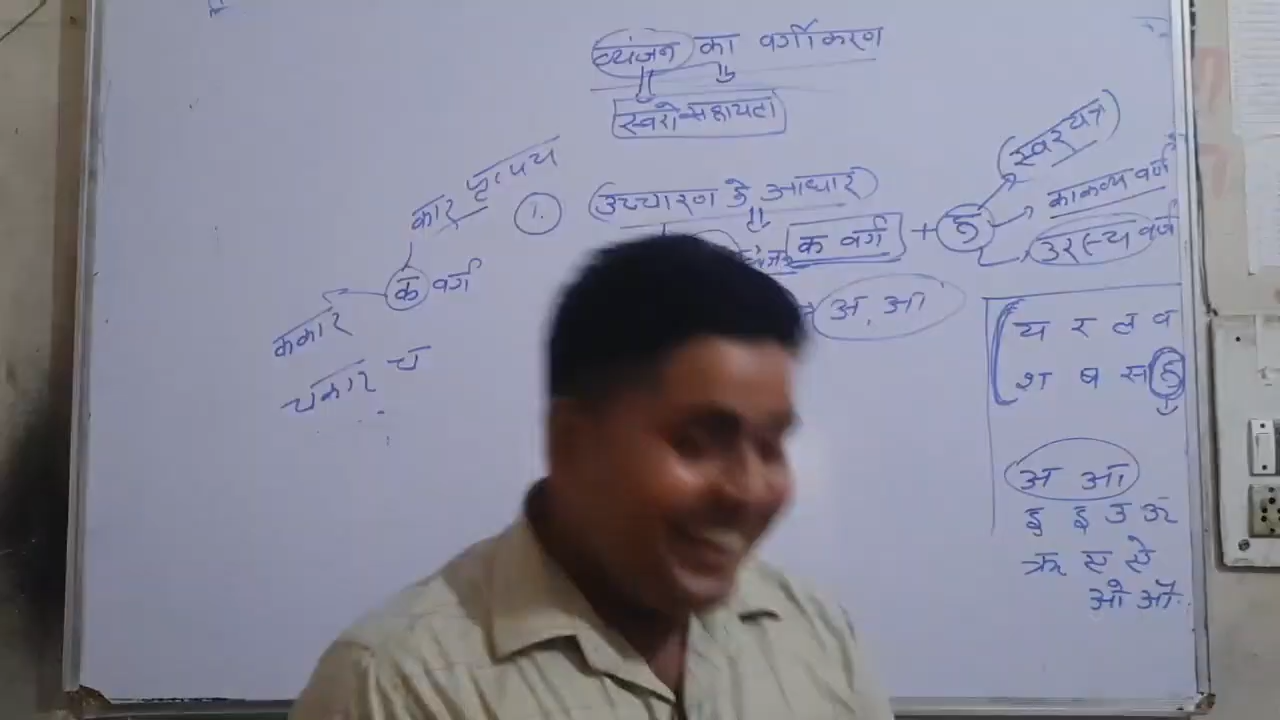 व्यंजन का वर्गीकरण
स्वरों सहायता
1. उच्चारण के आधार
कार प्रत्यय
क वर्ग
ककार
चकार च
क वर्ग + ह
स्वर यंत्र
काकल्य वर्ण
उरस्य वर्ण
अ, आ
य र ल व
श ष स ह
अ आ
इ ई उ ऊ
ऋ ए ऐ
ओ औ